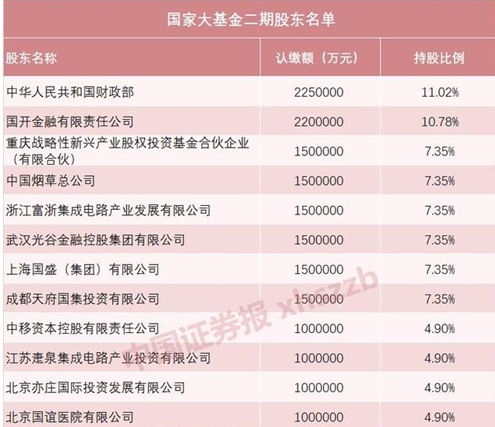 国家大基金二期股东名单
股东名称 认缴额（万元） 持股比例
中华人民共和国财政部 2250000 11.02%
国开金融有限责任公司 2200000 10.78%
重庆战略性新兴产业股权投资基金合伙企业
（有限合伙） 1500000 7.35%
中国烟草总公司 1500000 7.35%
浙江富浙集成电路产业发展有限公司 1500000 7.35%
武汉光谷金融控股集团有限公司 1500000 7.35%
上海国盛（集团）有限公司 1500000 7.35%
成都天府国集投资有限公司 1500000 7.35%
中移资本控股有限责任公司 1000000 4.90%
江苏疌泉集成电路产业投资有限公司 1000000 4.90%
北京亦庄国际投资发展有限公司 1000000 4.90%
北京国谊医院有限公司 1000000 4.90%
中国证券报 xhszzb